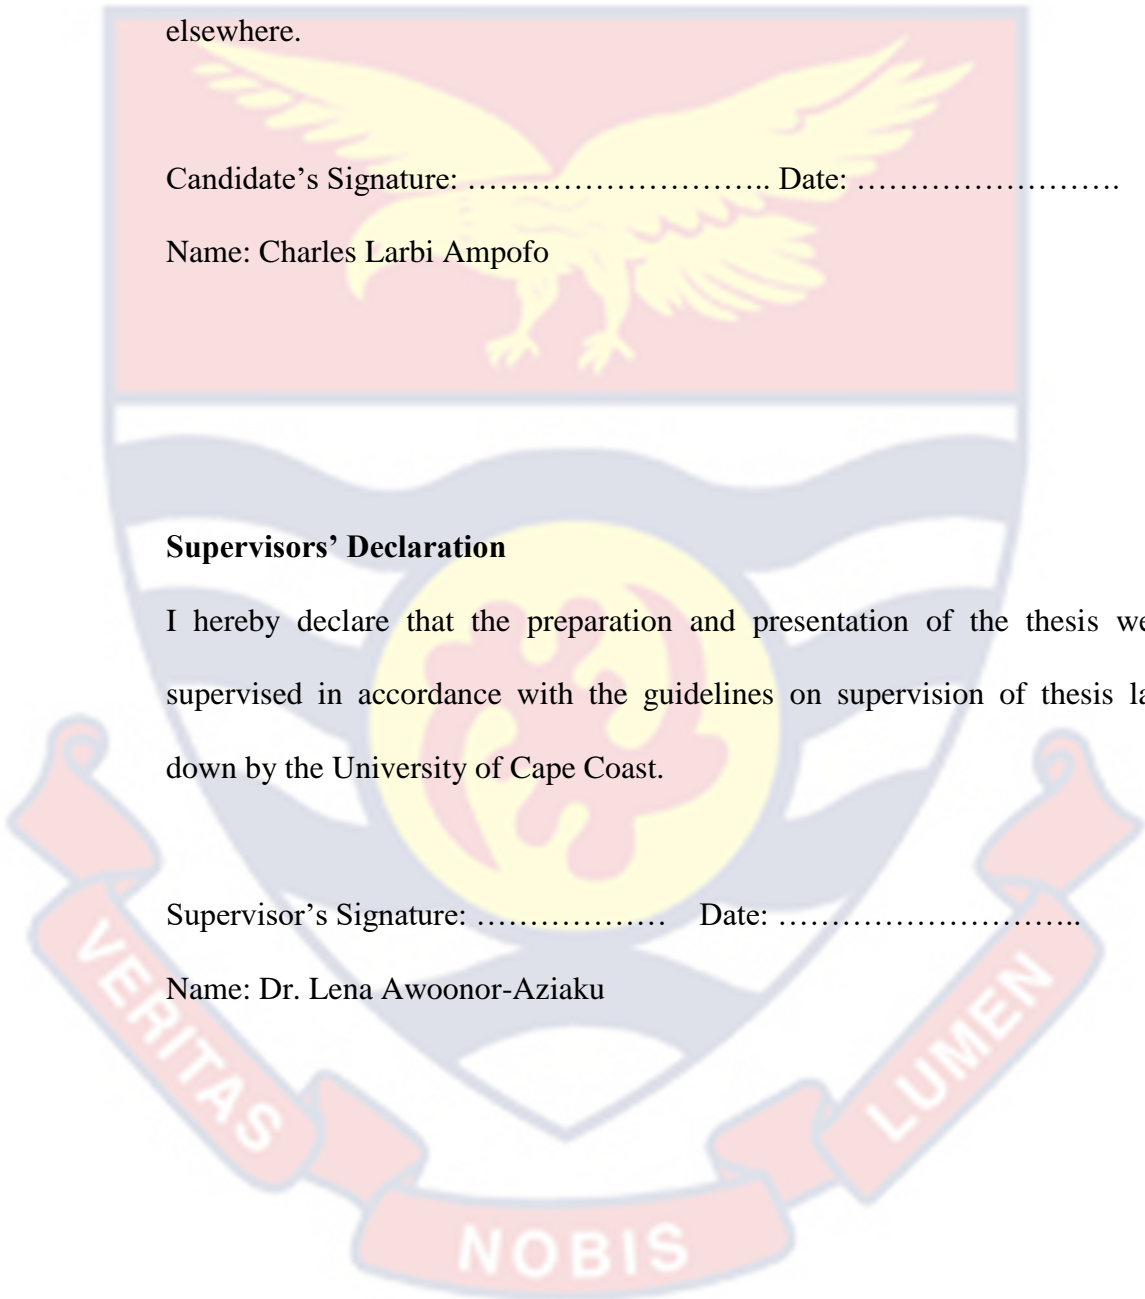 elsewhere.
Candidate’s Signature: ……………………….. Date: …………………….
Name: Charles Larbi Ampofo
Supervisors’ Declaration
I hereby declare that the preparation and presentation of the thesis we
supervised in accordance with the guidelines on supervision of thesis la
down by the University of Cape Coast.
Supervisor’s Signature: ……………… Date: ………………………..
Name: Dr. Lena Awoonor-Aziaku
VERITAS
NOBIS
LUMEN